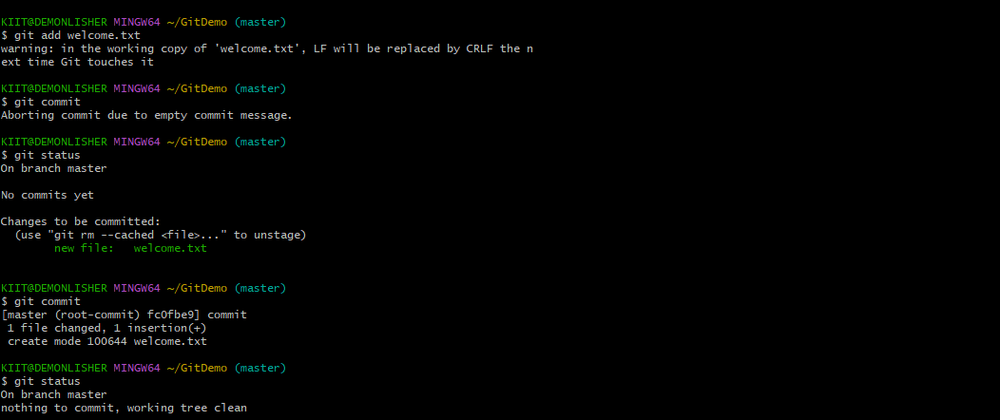 KIIT@DEMONLISHER MINGW64 ~/GitDemo (master)
$ git add welcome.txt
warning: in the working copy of 'welcome.txt', LF will be replaced by CRLF the n
ext time Git touches it

KIIT@DEMONLISHER MINGW64 ~/GitDemo (master)
$ git commit
Aborting commit due to empty commit message.

KIIT@DEMONLISHER MINGW64 ~/GitDemo (master)
$ git status
On branch master

No commits yet

Changes to be committed:
  (use "git rm --cached <file>..." to unstage)
        new file:   welcome.txt


KIIT@DEMONLISHER MINGW64 ~/GitDemo (master)
$ git commit
[master (root-commit) fc0fbe9] commit
 1 file changed, 1 insertion(+)
 create mode 100644 welcome.txt

KIIT@DEMONLISHER MINGW64 ~/GitDemo (master)
$ git status
On branch master
nothing to commit, working tree clean